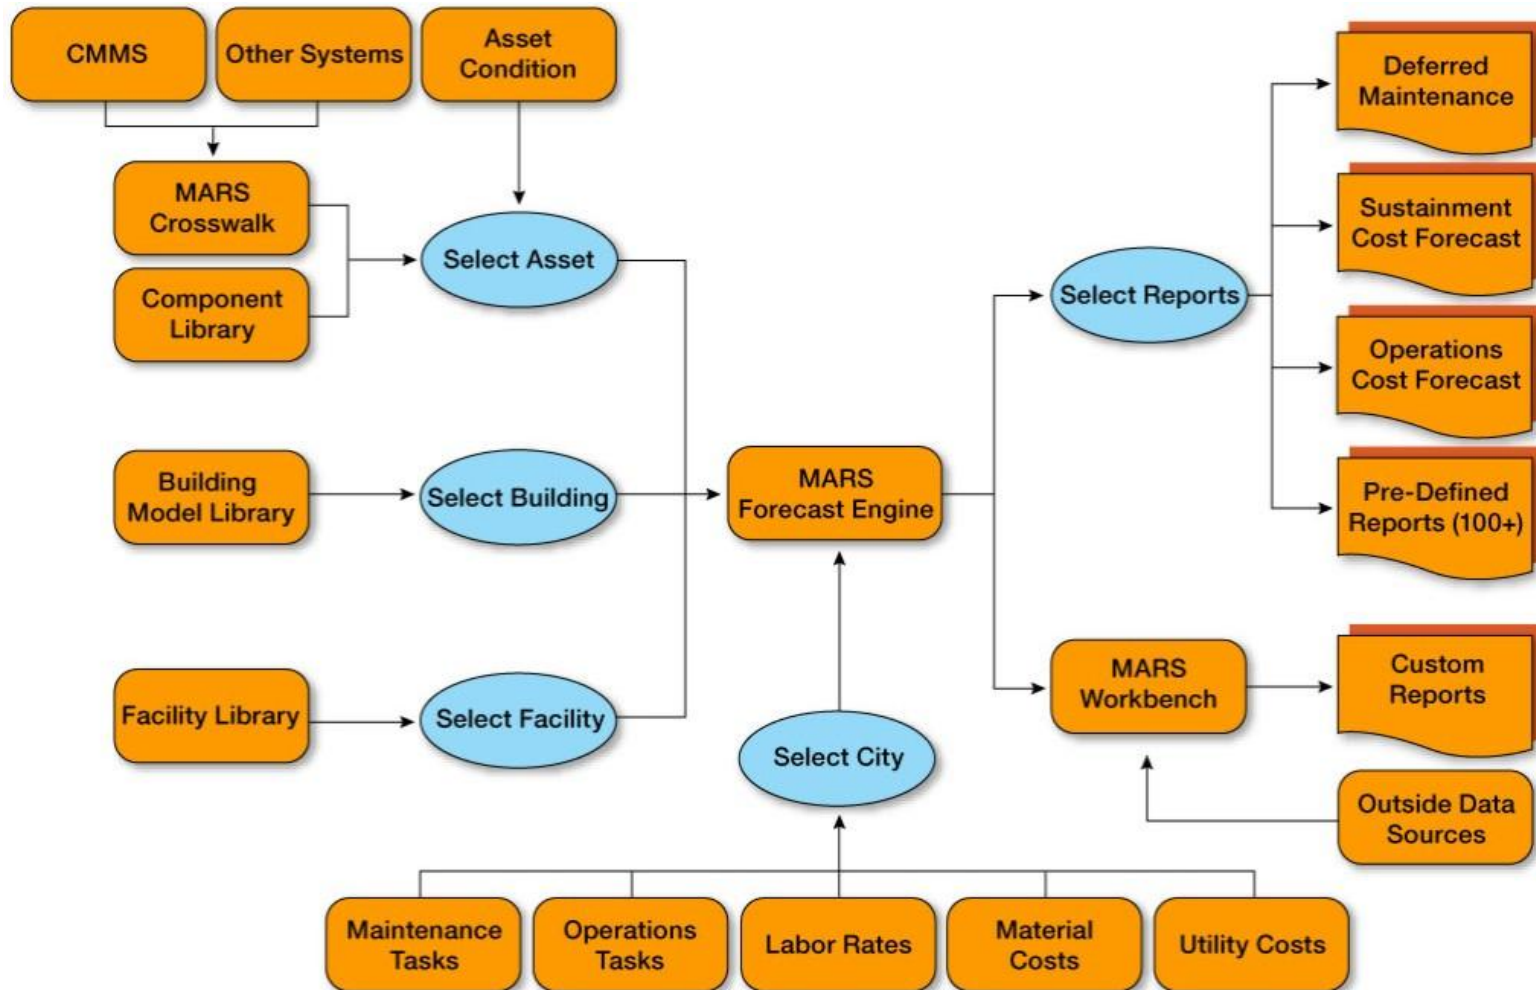 CMMS
Other Systems
Asset
Condition
MARS
Crosswalk
Component
Library
Select Asset
Building
Model Library
Select Building
Facility Library
Select Facility
MARS
Forecast Engine
Select City
Maintenance
Tasks
Operations
Tasks
Labor Rates
Material
Costs
Utility Costs
Select Reports
Deferred
Maintenance
Sustainment
Cost Forecast
Operations
Cost Forecast
Pre-Defined
Reports (100+)
MARS
Workbench
Custom
Reports
Outside Data
Sources